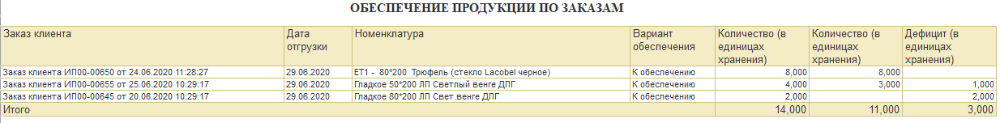 ОБЕСПЕЧЕНИЕ ПРОДУКЦИИ ПО ЗАКАЗАМ
Заказ клиента Дата отгрузки Номенклатура Вариант обеспечения Количество (в единицах хранения) Количество (в единицах хранения) Дефицит (в единицах хранения)
Заказ клиента ИП00-00650 от 24.06.2020 11:28:27 29.06.2020 ЕТ1 - 80*200 Трюфель (стекло Lacobel черное) К обеспечению 8,000 8,000
Заказ клиента ИП00-00655 от 25.06.2020 10:29:17 29.06.2020 Гладкое 50*200 ЛП Светлый венге ДПГ К обеспечению 4,000 3,000 1,000
Заказ клиента ИП00-00645 от 20.06.2020 10:29:17 29.06.2020 Гладкое 80*200 ЛП Свет.венге ДПГ К обеспечению 2,000 2,000
Итого 14,000 11,000 3,000